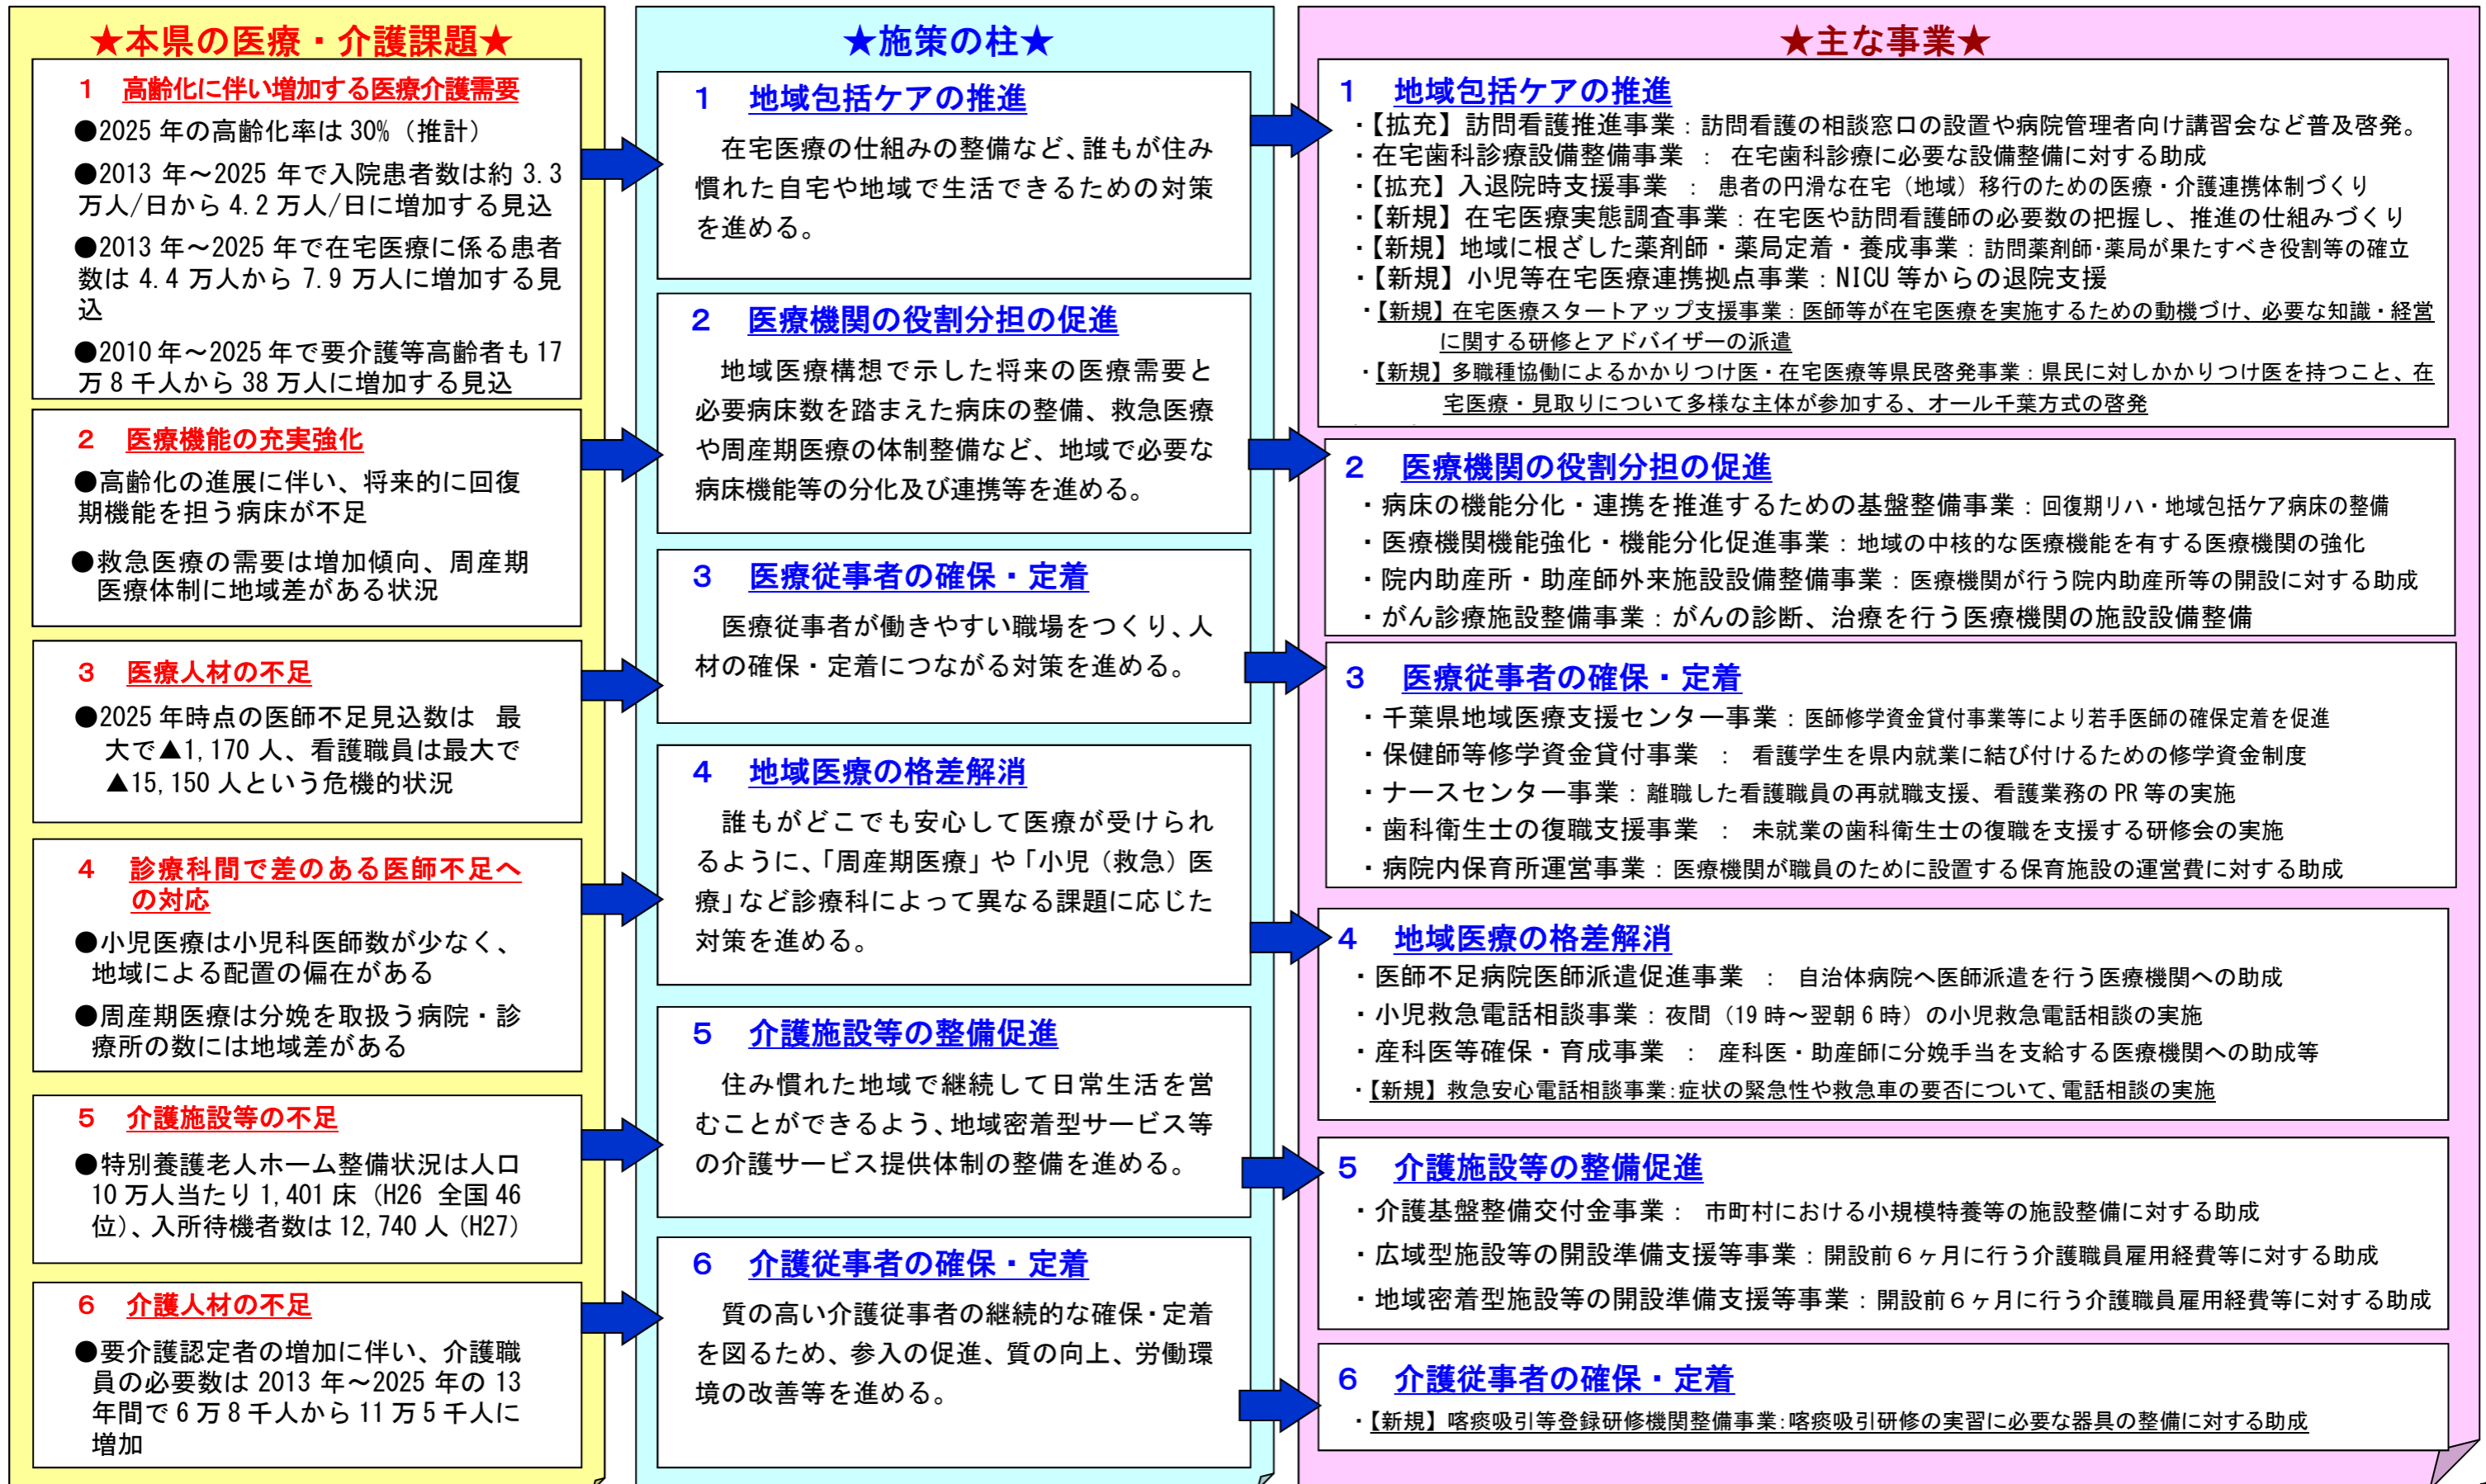 ★本県の医療・介護課題★
1 高齢化に伴い増加する医療介護需要
●2025年の高齢化率は30%（推計）
●2013年～2025年で入院患者数は約3.3
万人/日から4.2万人/日に増加する見込
●2013年～2025年で在宅医療に係る患者
数は4.4万人から7.9万人に増加する見
込
●2010年～2025年で要介護等高齢者も17
万8千人から38万人に増加する見込
2 医療機能の充実強化
●高齢化の進展に伴い、将来的に回復
期機能を担う病床が不足
●救急医療の需要は増加傾向、周産期
医療体制に地域差がある状況
3 医療人材の不足
●2025年時点の医師不足見込数は 最
大で▲1,170人、看護職員は最大で
▲15,150人という危機的状況
4 診療科間で差のある医師不足へ
の対応
●小児医療は小児科医師数が少なく、
地域による配置の偏在がある
●周産期医療は分娩を取扱う病院・診
療所の数には地域差がある
5 介護施設等の不足
●特別養護老人ホーム整備状況は人口
10万人当たり1,401床（H26 全国46
位）、入所待機者数は12,740人（H27）
6 介護人材の不足
●要介護認定者の増加に伴い、介護職
員の必要数は2013年～2025年の13
年間で6万8千人から11万5千人に
増加
★施策の柱★
1 地域包括ケアの推進
在宅医療の仕組みの整備など、誰もが住み
慣れた自宅や地域で生活できるための対策
を進める。
2 医療機関の役割分担の促進
地域医療構想で示した将来の医療需要と
必要病床数を踏まえた病床の整備、救急医療
や周産期医療の体制整備など、地域で必要な
病床機能等の分化及び連携等を進める。
3 医療従事者の確保・定着
医療従事者が働きやすい職場をつくり、人
材の確保・定着につながる対策を進める。
4 地域医療の格差解消
誰もがどこでも安心して医療が受けられ
るように、「周産期医療」や「小児（救急）医
療」など診療科によって異なる課題に応じた
対策を進める。
5 介護施設等の整備促進
住み慣れた地域で継続して日常生活を営
むことができるよう、地域密着型サービス等
の介護サービス提供体制の整備を進める。
6 介護従事者の確保・定着
質の高い介護従事者の継続的な確保・定着
を図るため、参入の促進、質の向上、労働環
境の改善等を進める。
★主な事業★
1 地域包括ケアの推進
・【拡充】訪問看護推進事業：訪問看護の相談窓口の設置や病院管理者向け講習会など普及啓発。
・在宅歯科診療設備整備事業 ： 在宅歯科診療に必要な設備整備に対する助成
・【拡充】入退院時支援事業 ： 患者の円滑な在宅（地域）移行のための医療・介護連携体制づくり
・【新規】在宅医療実態調査事業：在宅医や訪問看護師の必要数の把握し、推進の仕組みづくり
・【新規】地域に根ざした薬剤師・薬局定着・養成事業：訪問薬剤師・薬局が果たすべき役割等の確立
・【新規】小児等在宅医療連携拠点事業：NICU等からの退院支援
・【新規】在宅医療スタートアップ支援事業：医師等が在宅医療を実施するための動機づけ、必要な知識・経営
に関する研修とアドバイザーの派遣
・【新規】多職種協働によるかかりつけ医・在宅医療等県民啓発事業：県民に対しかかりつけ医を持つこと、在
宅医療・見取りについて多様な主体が参加する、オール千葉方式の啓発
2 医療機関の役割分担の促進
・病床の機能分化・連携を推進するための基盤整備事業：回復期リハ・地域包括ケア病床の整備
・医療機関機能強化・機能分化促進事業：地域の中核的な医療機能を有する医療機関の強化
・院内助産所・助産師外来施設設備整備事業：医療機関が行う院内助産所等の開設に対する助成
・がん診療施設整備事業：がんの診断、治療を行う医療機関の施設設備整備
3 医療従事者の確保・定着
・千葉県地域医療支援センター事業：医師修学資金貸付事業等により若手医師の確保定着を促進
・保健師等修学資金貸付事業 ： 看護学生を県内就業に結び付けるための修学資金制度
・ナースセンター事業：離職した看護職員の再就職支援、看護業務のPR等の実施
・歯科衛生士の復職支援事業 ： 未就業の歯科衛生士の復職を支援する研修会の実施
・病院内保育所運営事業：医療機関が職員のために設置する保育施設の運営費に対する助成
4 地域医療の格差解消
・医師不足病院医師派遣促進事業 ： 自治体病院へ医師派遣を行う医療機関への助成
・小児救急電話相談事業：夜間（19時～翌朝6時）の小児救急電話相談の実施
・産科医等確保・育成事業 ： 産科医・助産師に分娩手当を支給する医療機関への助成等
・【新規】救急安心電話相談事業：症状の緊急性や救急車の要否について、電話相談の実施
5 介護施設等の整備促進
・介護基盤整備交付金事業： 市町村における小規模特養等の施設整備に対する助成
・広域型施設等の開設準備支援等事業：開設前６ヶ月に行う介護職員雇用経費等に対する助成
・地域密着型施設等の開設準備支援等事業：開設前６ヶ月に行う介護職員雇用経費等に対する助成
6 介護従事者の確保・定着
・【新規】喀痰吸引等登録研修機関整備事業：喀痰吸引研修の実習に必要な器具の整備に対する助成